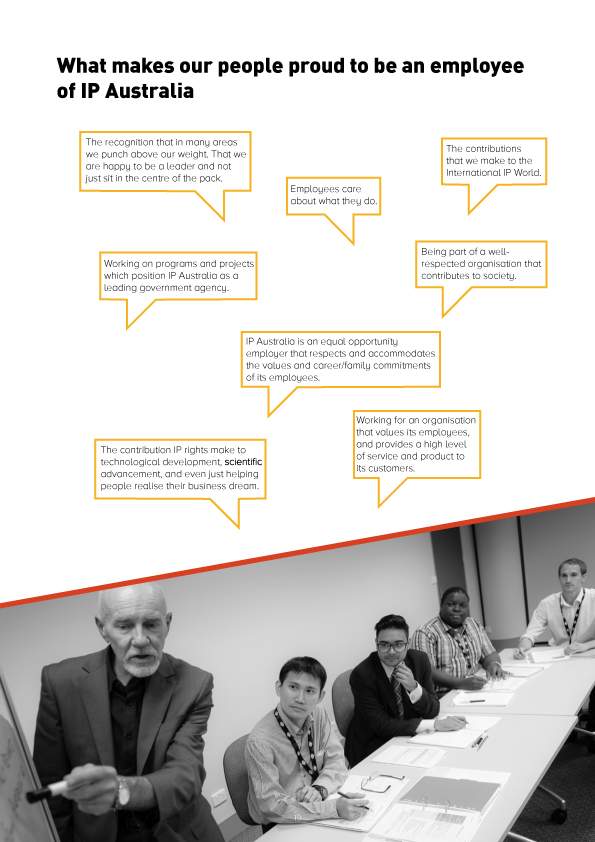 What makes our people proud to be an employee
of IP Australia
The recognition that in many areas
we punch above our weight. That we
are happy to be a leader and not
just sit in the centre of the pack.
Employees care
about what they do.
The contributions
that we make to the
International IP World.
Working on programs and projects
which position IP Australia as a
leading government agency.
Being part of a well-
respected organisation that
contributes to society.
IP Australia is an equal opportunity
employer that respects and accommodates
the values and career/family commitments
of its employees.
Working for an organisation
that values its employees,
and provides a high level
of service and product to
its customers.
The contribution IP rights make to
technological development, scientific
advancement, and even just helping
people realise their business dream.